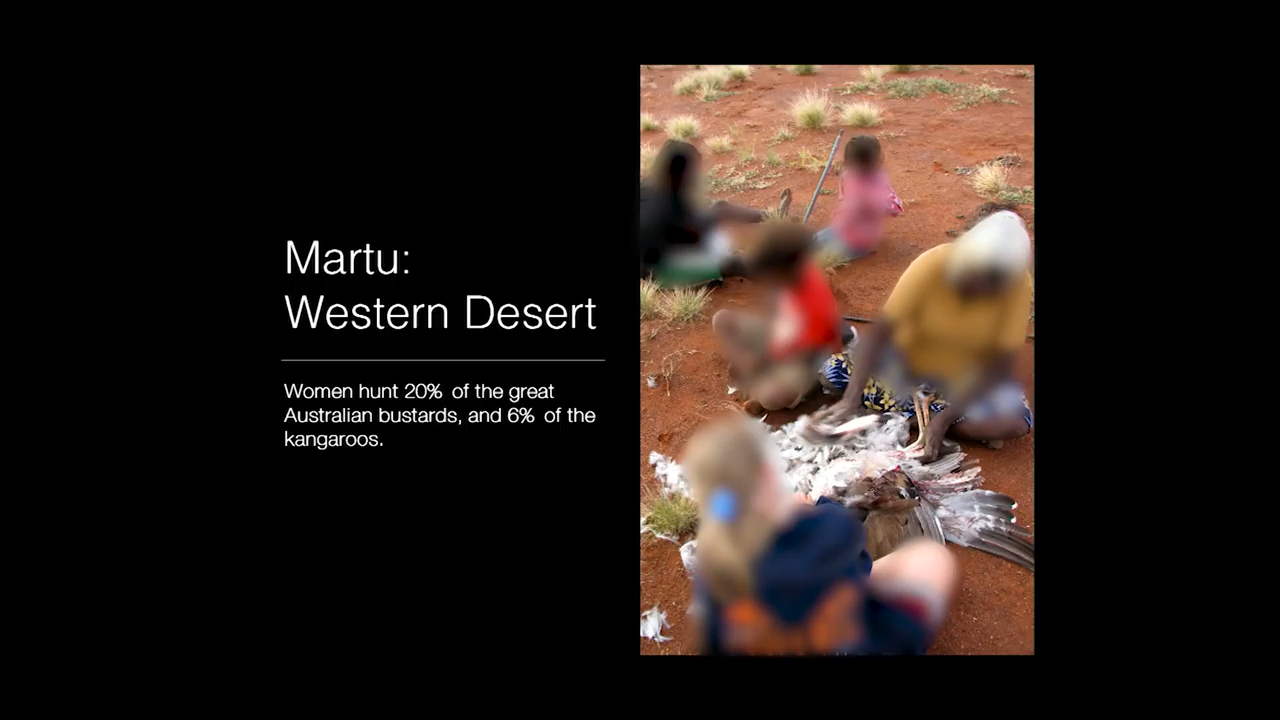 Martu:
Western Desert
Women hunt 20% of the great
Australian bustards, and 6% of the
kangaroos.